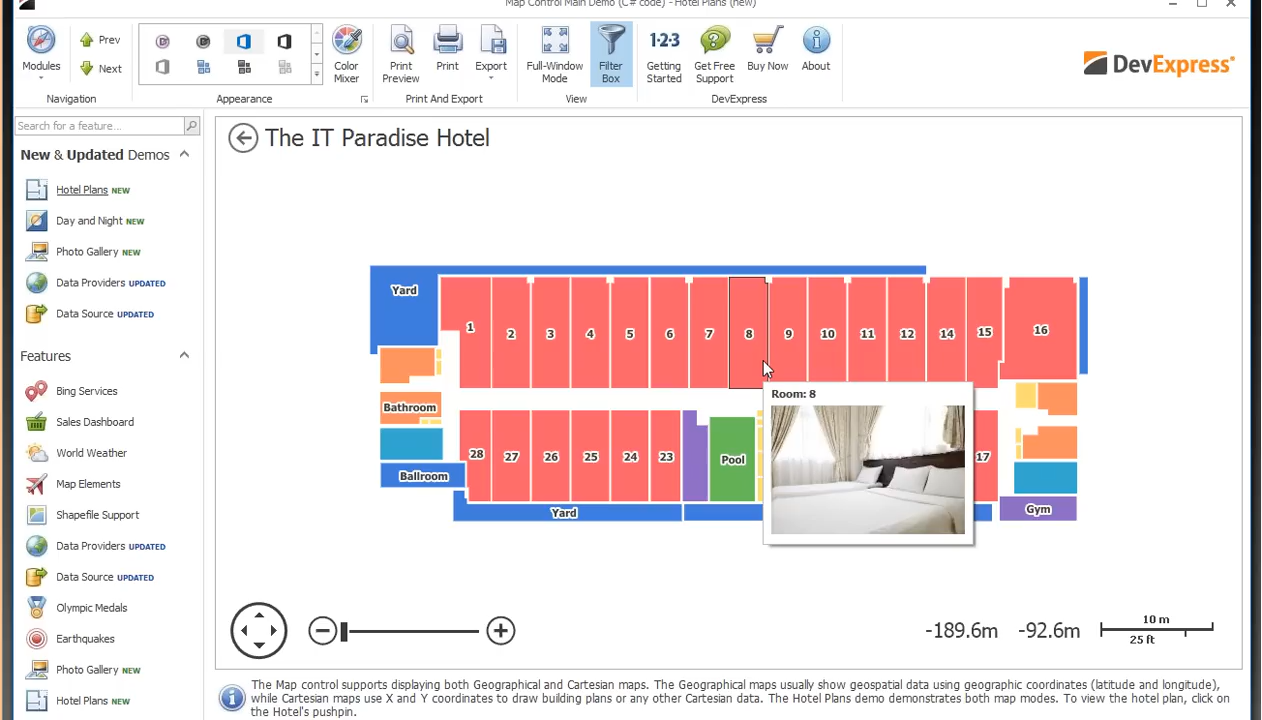 Map Control Main Demo (C# code) - Hotel Plans (new)
Modules
Prev
Next
Color
Mixer
Print
Preview
Print
Export
Full-Window
Mode
Filter
Box
1-2-3
Getting
Started
Get Free
Support
Buy Now
About
DevExpress
Navigation
Appearance
Print And Export
View
DevExpress
Search for a feature...
New & Updated Demos
Hotel Plans NEW
Day and Night NEW
Photo Gallery NEW
Data Providers UPDATED
Data Source UPDATED
Features
Bing Services
Sales Dashboard
World Weather
Map Elements
Shapefile Support
Data Providers UPDATED
Data Source UPDATED
Olympic Medals
Earthquakes
Photo Gallery NEW
Hotel Plans NEW
The IT Paradise Hotel
Yard
1 2 3 4 5 6 7 8 9 10 11 12 14 15 16
Room: 8
Bathroom
28 27 26 25 24 23
Pool
17
Ballroom
Yard
Gym
-189.6m -92.6m
10 m
25 ft
The Map control supports displaying both Geographical and Cartesian maps. The Geographical maps usually show geospatial data using geographic coordinates (latitude and longitude),
while Cartesian maps use X and Y coordinates to draw building plans or any other Cartesian data. The Hotel Plans demo demonstrates both map modes. To view the hotel plan, click on
the Hotel's pushpin.